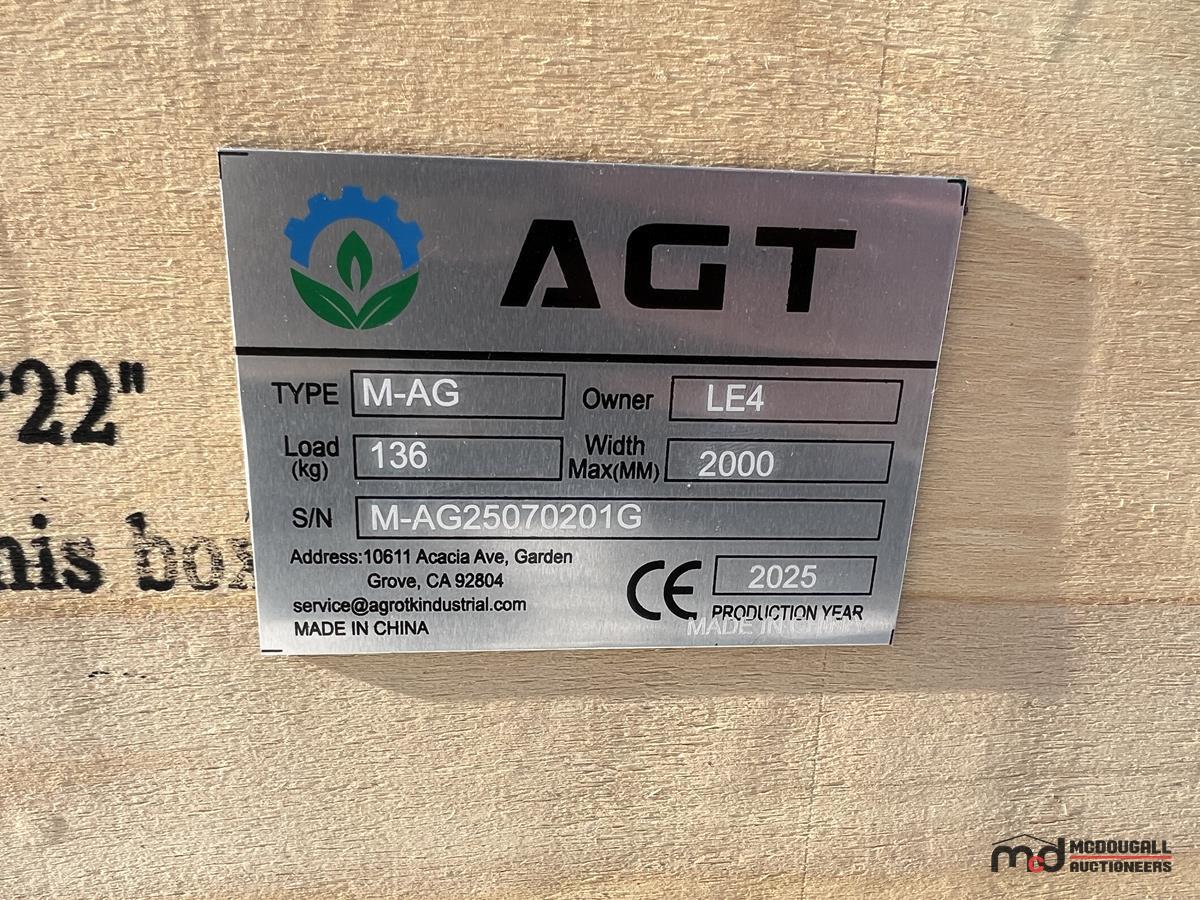 AGT
TYPE M-AG Owner LE4
Load (kg) 136 Width Max(MM) 2000
S/N M-AG25070201G
Address:10611 Acacia Ave, Garden
Grove, CA 92804
service@agrotkindustrial.com
MADE IN CHINA
CE 2025
PRODUCTION YEAR
MADE IN CHINA
22"
his box
mcd MCDOUGALL
AUCTIONEERS